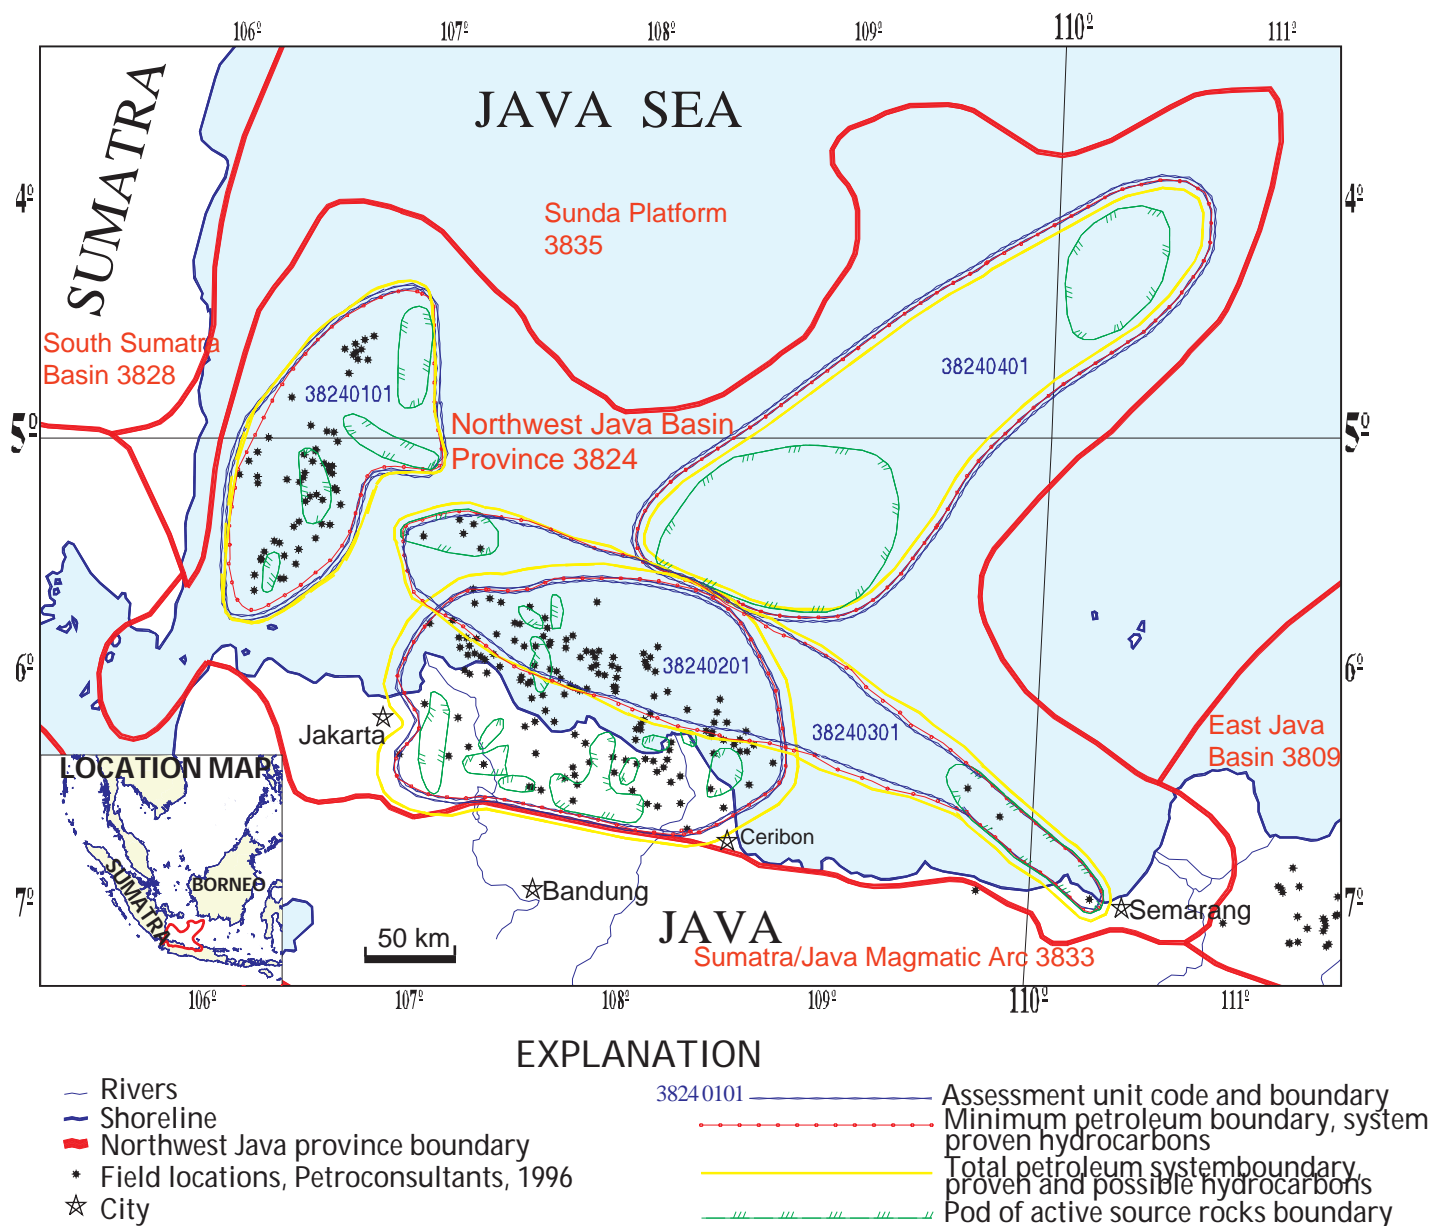 106º 107º 108º 109º 110º 111º
JAVA SEA
SUMATRA
4º 4º
Sunda Platform
3835
South Sumatra
Basin 3828
38240101
38240401
Northwest Java Basin
Province 3824
5º 5º
38240201
6º 6º
38240301
Jakarta
East Java
Basin 3809
LOCATION MAP
SUMATRA
BORNEO
Ceribon
Bandung
7º 7º
Semarang
JAVA
50 km
Sumatra/Java Magmatic Arc 3833
106º 107º 108º 109º 110º 111º
EXPLANATION
Rivers
Shoreline
Northwest Java province boundary
Field locations, Petroconsultants, 1996
City
38240101 Assessment unit code and boundary
Minimum petroleum boundary, system
proven hydrocarbons
Total petroleum systemboundary,
proven and possible hydrocarbons
Pod of active source rocks boundary